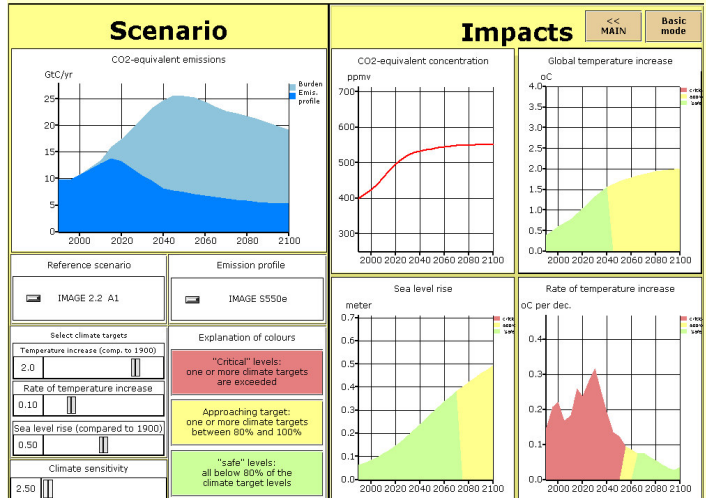 Scenario
Impacts
<<
MAIN
Basic
mode
CO2-equivalent emissions
GtC/yr
Burden
Emis.
profile
25
20
15
10
5
0
2000 2020 2040 2060 2080 2100
CO2-equivalent concentration
ppmv
700
600
500
400
300
2000 2020 2040 2060 2080 2100
Global temperature increase
oC
4.0
3.5
3.0
2.5
2.0
1.5
1.0
0.5
0.0
2000 2020 2040 2060 2080 2100
Reference scenario
IMAGE 2.2 A1
Emission profile
IMAGE S550e
Select climate targets
Temperature increase (comp. to 1900)
2.0
Rate of temperature increase
0.10
Sea level rise (compared to 1900)
0.50
Climate sensitivity
2.50
Explanation of colours
"Critical" levels:
one or more climate targets
are exceeded
Approaching target:
one or more climate targets
between 80% and 100%
"safe" levels:
all below 80% of the
climate target levels
Sea level rise
meter
0.7
0.6
0.5
0.4
0.3
0.2
0.1
0.0
2000 2020 2040 2060 2080 2100
Rate of temperature increase
oC per dec.
0.4
0.3
0.2
0.1
0.0
2000 2020 2040 2060 2080 2100